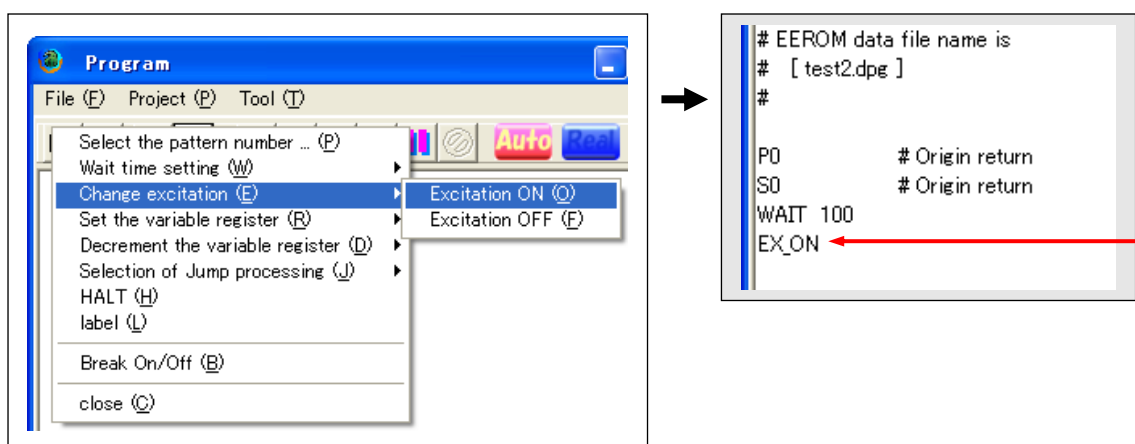 Program
File (F) Project (P) Tool (T)
Auto Real
Select the pattern number ... (P)
Wait time setting (W)
Change excitation (E)
Excitation ON (O)
Set the variable register (R)
Excitation OFF (F)
Decrement the variable register (D)
Selection of Jump processing (J)
HALT (H)
label (L)
Break On/Off (B)
close (C)
# EEROM data file name is
# [ test2.dpg ]
#
P0 # Origin return
S0 # Origin return
WAIT 100
EX_ON